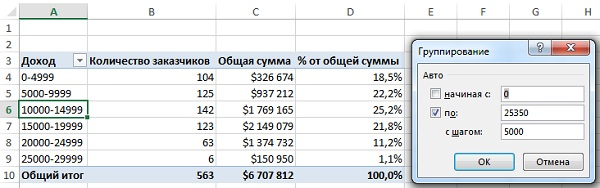 A B C D E F G H
1
2
3 Доход Количество заказчиков Общая сумма % от общей суммы
4 0-4999 104 $326 674 18,5%
5 5000-9999 125 $937 212 22,2%
6 10000-14999 142 $1 769 165 25,2%
7 15000-19999 123 $2 149 079 21,8%
8 20000-24999 63 $1 374 732 11,2%
9 25000-29999 6 $150 950 1,1%
10 Общий итог 563 $6 707 812 100,0%
Группирование
?
Авто
начиная с: 0
по: 25350
с шагом: 5000
ОК Отмена